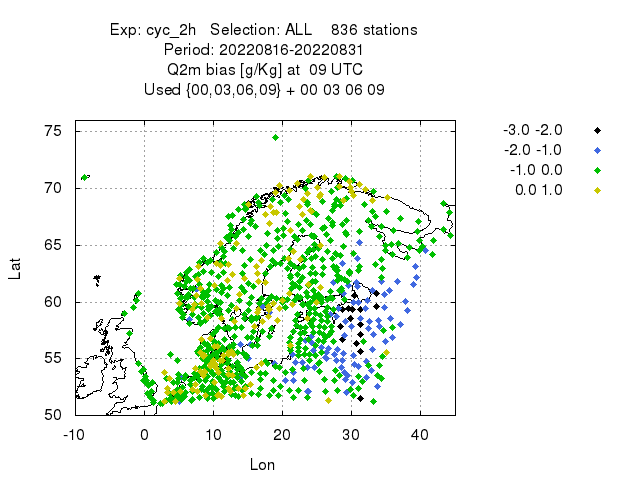 Exp: cyc_2h Selection: ALL 836 stations
Period: 20220816-20220831
Q2m bias [g/Kg] at 09 UTC
Used {00,03,06,09} + 00 03 06 09
-3.0 -2.0
-2.0 -1.0
-1.0 0.0
0.0 1.0
75
70
65
60
55
50
Lat
-10 0 10 20 30 40
Lon